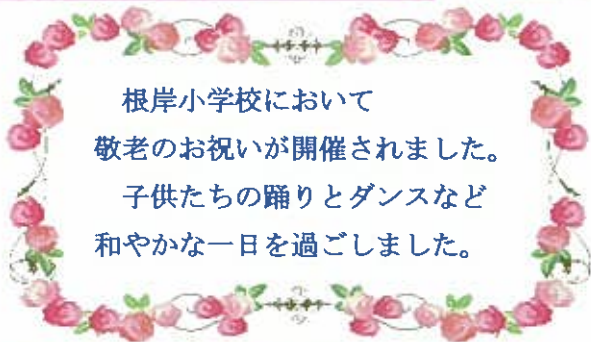 根岸小学校において
敬老のお祝いが開催されました。
子供たちの踊りとダンスなど
和やかな一日を過ごしました。